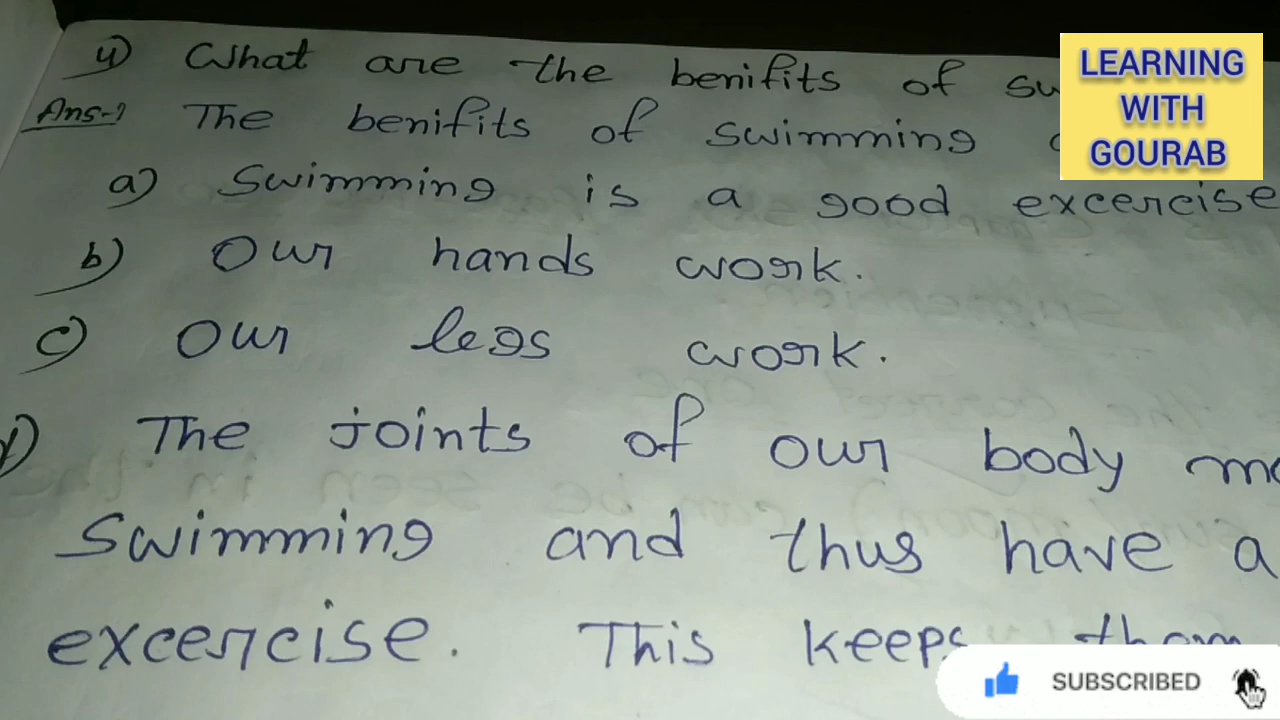 4) What are the benifits of
Ans-) The benifits of swimming
a) Swimming is a good excercise
b) Our hands work.
c) Our legs work.
The joints of our body
Swimming and thus have a
excercise. This keeps them
LEARNING
WITH
GOURAB
SUBSCRIBED